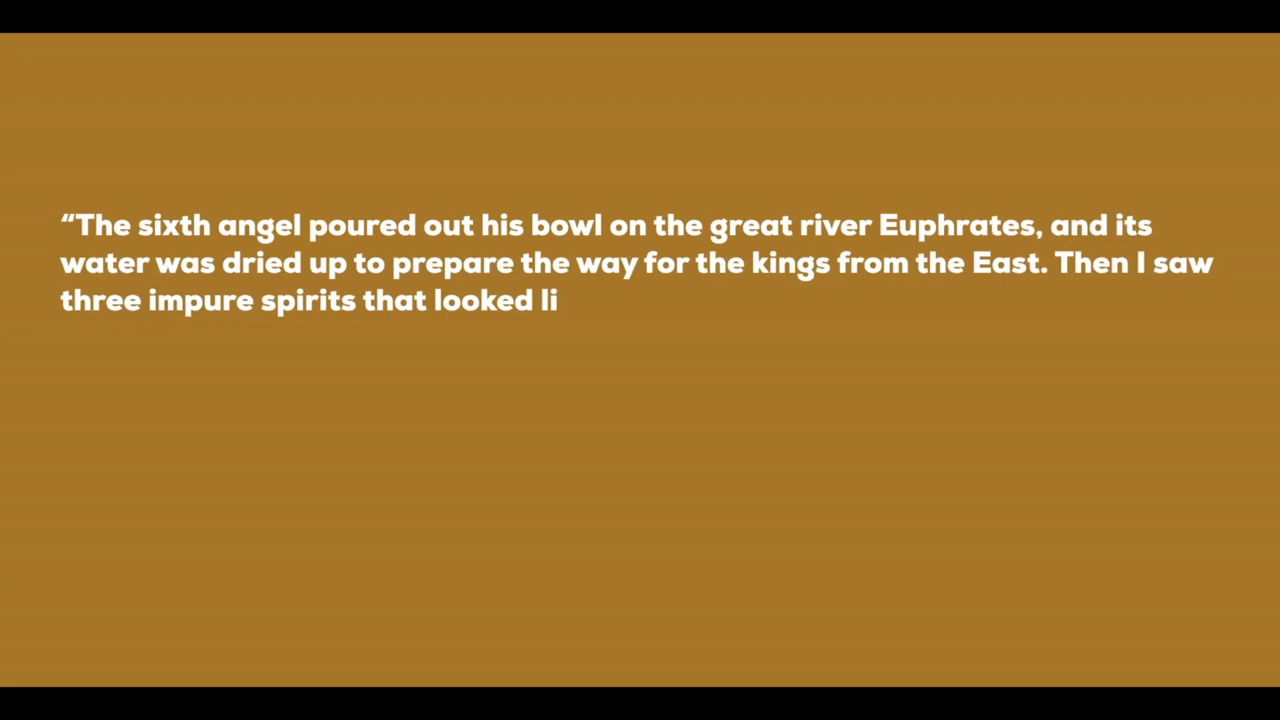 “The sixth angel poured out his bowl on the great river Euphrates, and its
water was dried up to prepare the way for the kings from the East. Then I saw
three impure spirits that looked li